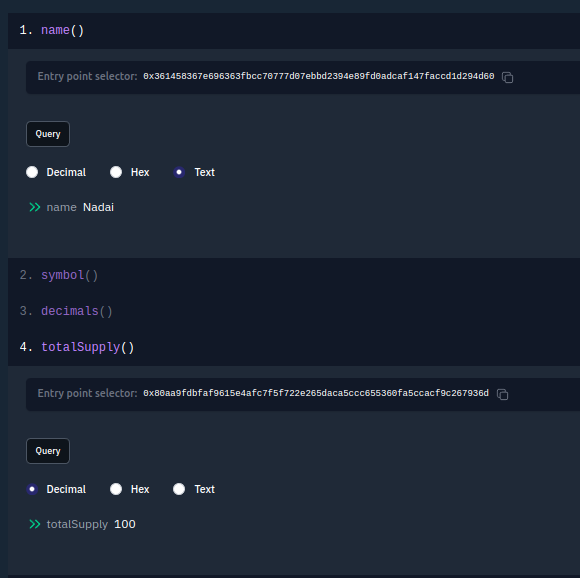 1. name()
Entry point selector: 0x361458367e696363fbcc70777d07ebbd2394e89fd0adcaf147faccd1d294d60
Query
Decimal Hex Text
name Nadai
2. symbol()
3. decimals()
4. totalSupply()
Entry point selector: 0x80aa9fdbfaf9615e4afc7f5f722e265daca5ccc655360fa5ccacf9c267936d
Query
Decimal Hex Text
totalSupply 100